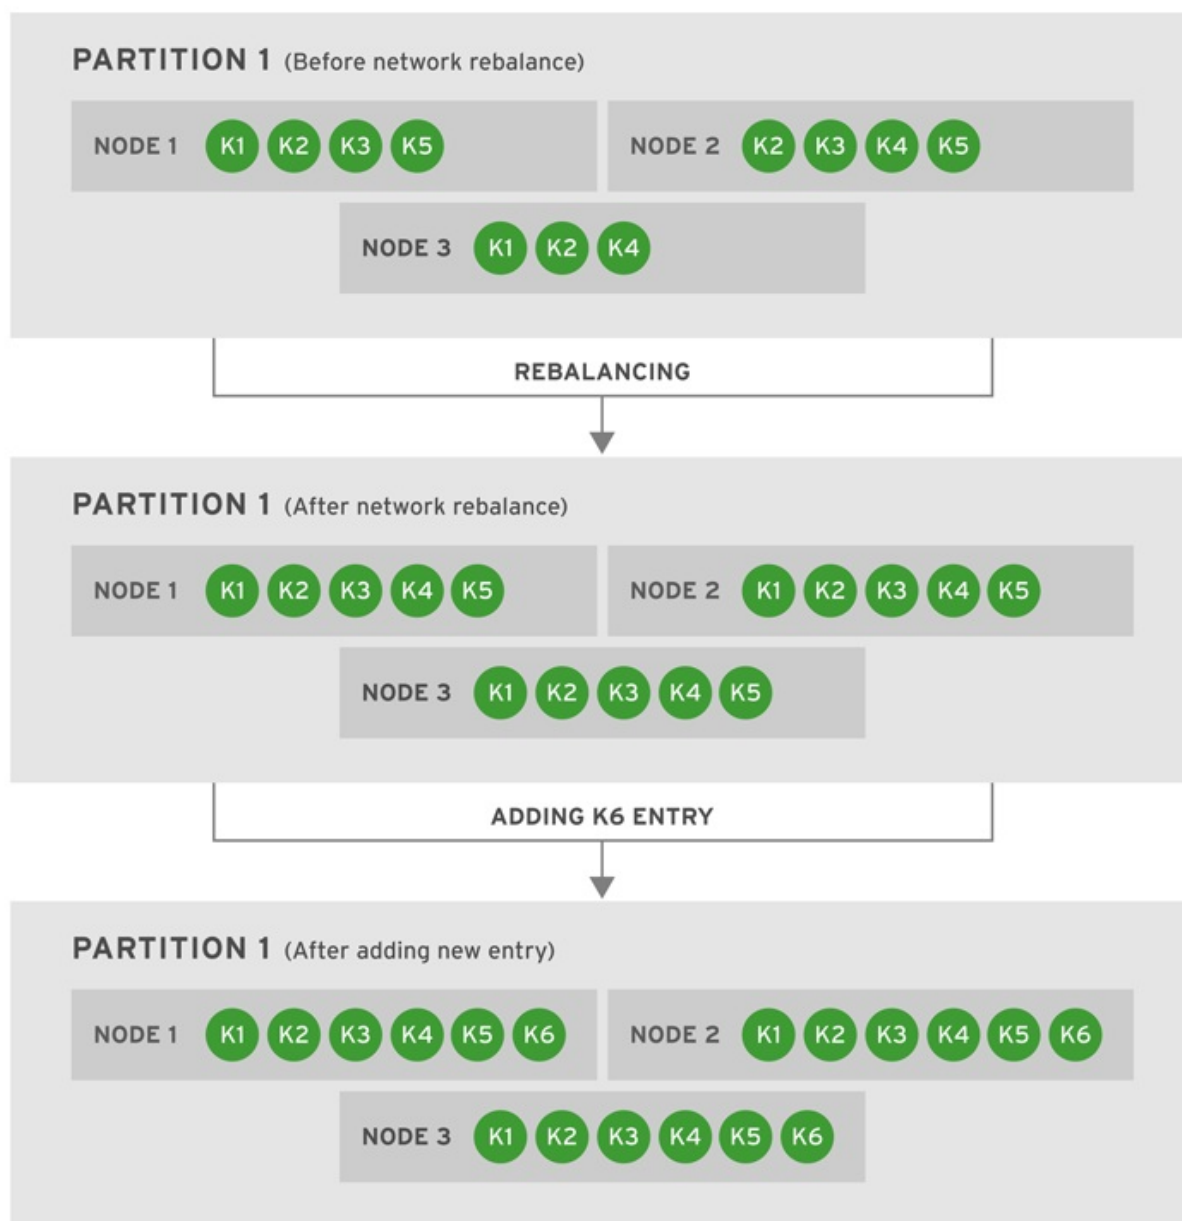 PARTITION 1 (Before network rebalance)
NODE 1 K1 K2 K3 K5
NODE 2 K2 K3 K4 K5
NODE 3 K1 K2 K4
REBALANCING
PARTITION 1 (After network rebalance)
NODE 1 K1 K2 K3 K4 K5
NODE 2 K1 K2 K3 K4 K5
NODE 3 K1 K2 K3 K4 K5
ADDING K6 ENTRY
PARTITION 1 (After adding new entry)
NODE 1 K1 K2 K3 K4 K5 K6
NODE 2 K1 K2 K3 K4 K5 K6
NODE 3 K1 K2 K3 K4 K5 K6